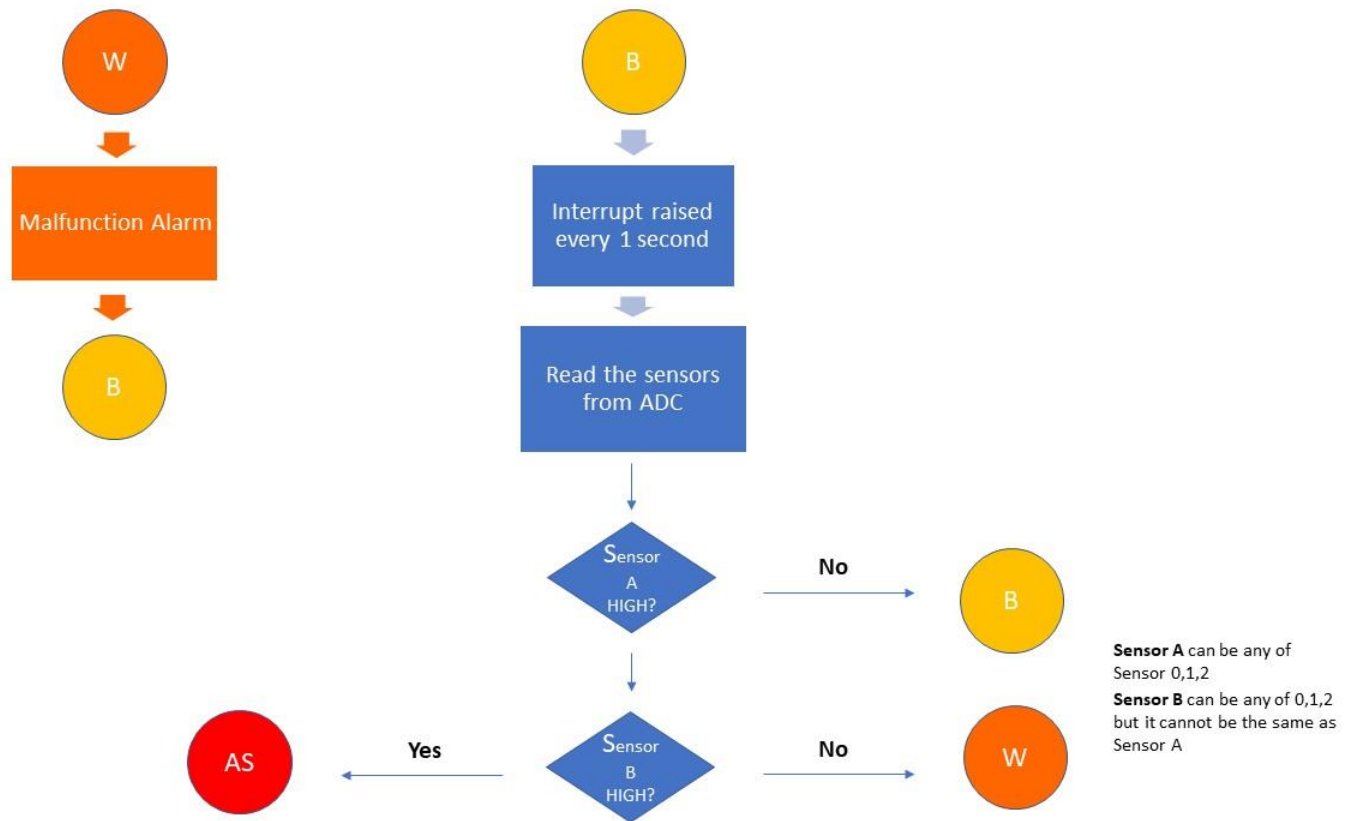 W
Malfunction Alarm
B
B
Interrupt raised
every 1 second
Read the sensors
from ADC
Sensor
A
HIGH?
No
B
Sensor A can be any of
Sensor 0,1,2
Sensor B can be any of 0,1,2
but it cannot be the same as
Sensor A
AS
Yes
Sensor
B
HIGH?
No
W